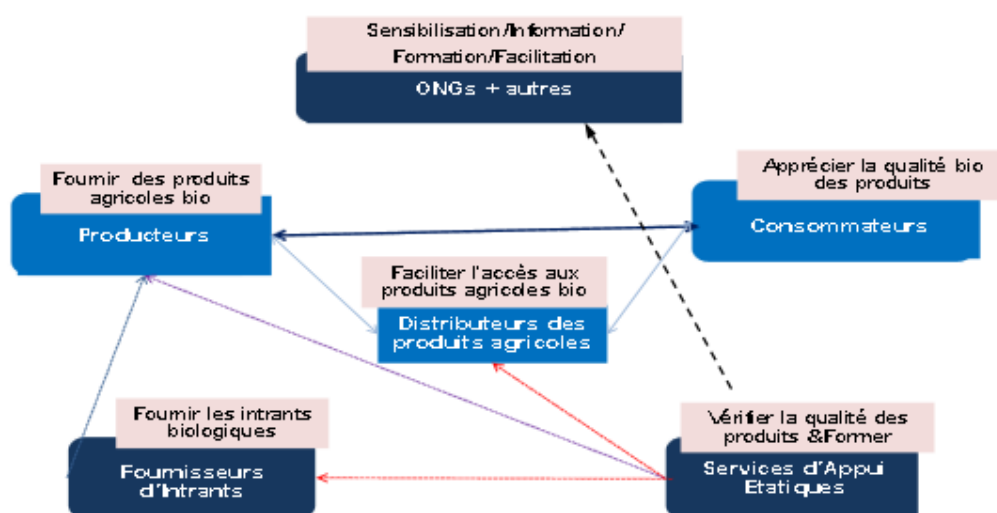 Sensibilisation/Information/
Formation/Facilitation
ONGs + autres
Fournir des produits
agricoles bio
Producteurs
Apprécier la qualité bio
des produits
Consommateurs
Faciliter l'accès aux
produits agricoles bio
Distributeurs des
produits agricoles
Fournir les intrants
biologiques
Fournisseurs
d'Intrants
Vérifier la qualité des
produits &Former
Services d'Appui
Etatiques